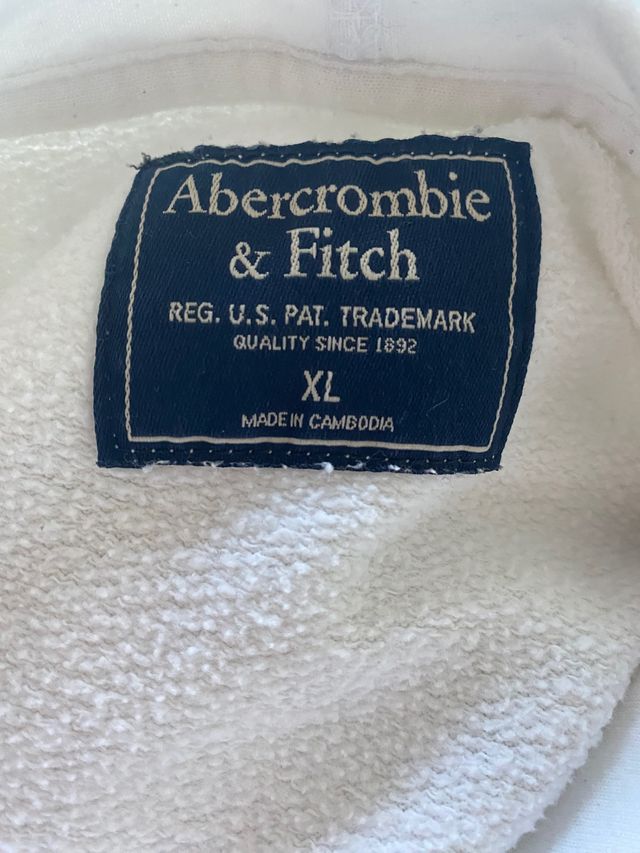 Abercrombie
& Fitch
REG. U.S. PAT. TRADEMARK
QUALITY SINCE 1892
XL
MADE IN CAMBODIA